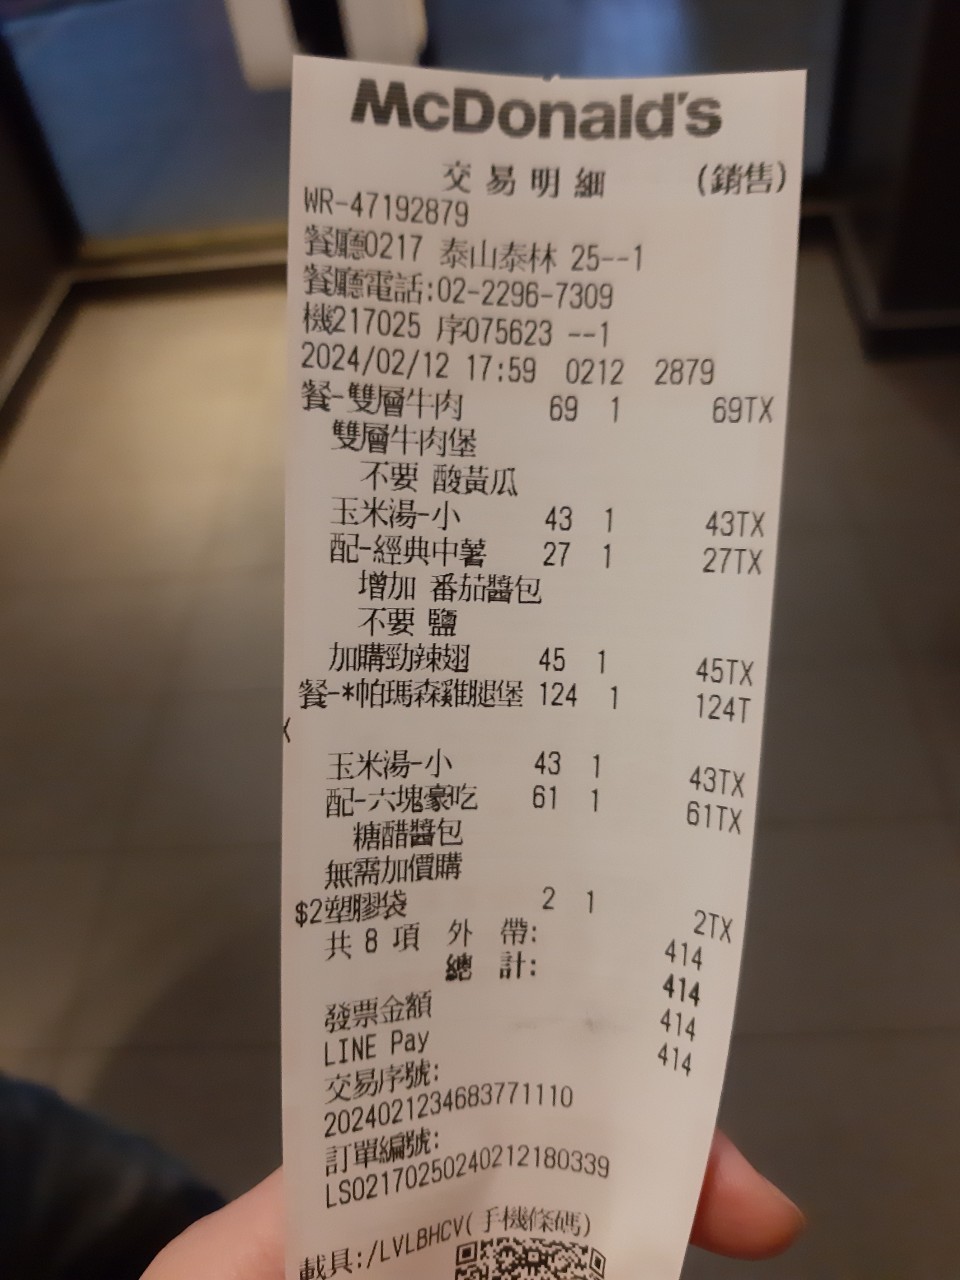 McDonald's
交易明細 (銷售)
WR-47192879
餐廳0217 泰山泰林 25--1
餐廳電話:02-2296-7309
機217025 序075623 --1
2024/02/12 17:59 0212 2879
餐-雙層牛肉 69 1 69TX
雙層牛肉堡
不要 酸黃瓜
玉米湯-小 43 1 43TX
配-經典中薯 27 1 27TX
增加 番茄醬包
不要 鹽
加購勁辣翅 45 1 45TX
餐-*帕瑪森雞腿堡 124 1 124T
X
玉米湯-小 43 1 43TX
配-六塊豪吃 61 1 61TX
糖醋醬包
無需加價購
$2塑膠袋 2 1 2TX
共 8 項 外 帶: 414
總 計: 414
發票金額 414
LINE Pay 414
交易序號:
2024021234683771110
訂單編號:
LS02170250240212180339
載具:/LVLBHCV(手機條碼)